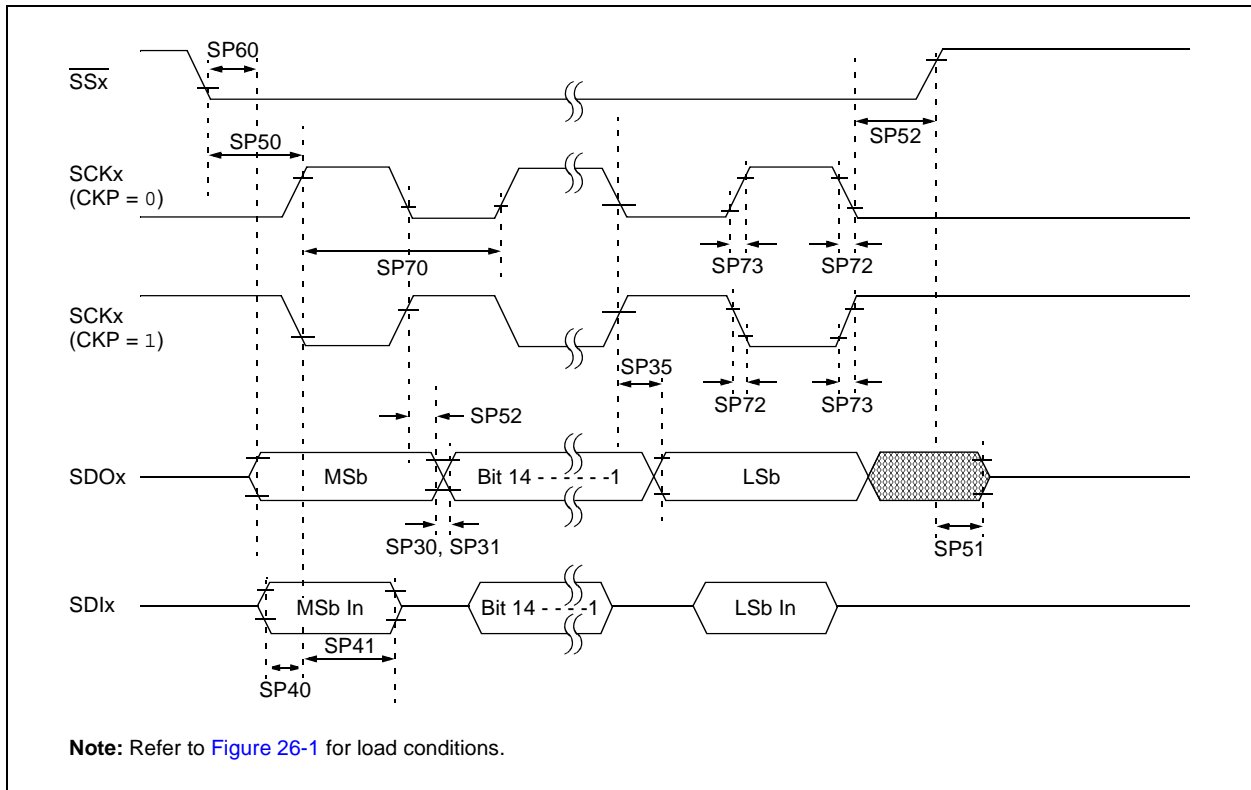 SP60
SSx
SP50
SP52
SCKx
(CKP = 0)
SP70
SP73
SP72
SCKx
(CKP = 1)
SP35
SP72
SP73
SP52
SDOx
MSb
Bit 14 - - - - - -1
LSb
SP30, SP31
SP51
SDIx
MSb In
Bit 14 - - - -1
LSb In
SP41
SP40
Note: Refer to Figure 26-1 for load conditions.